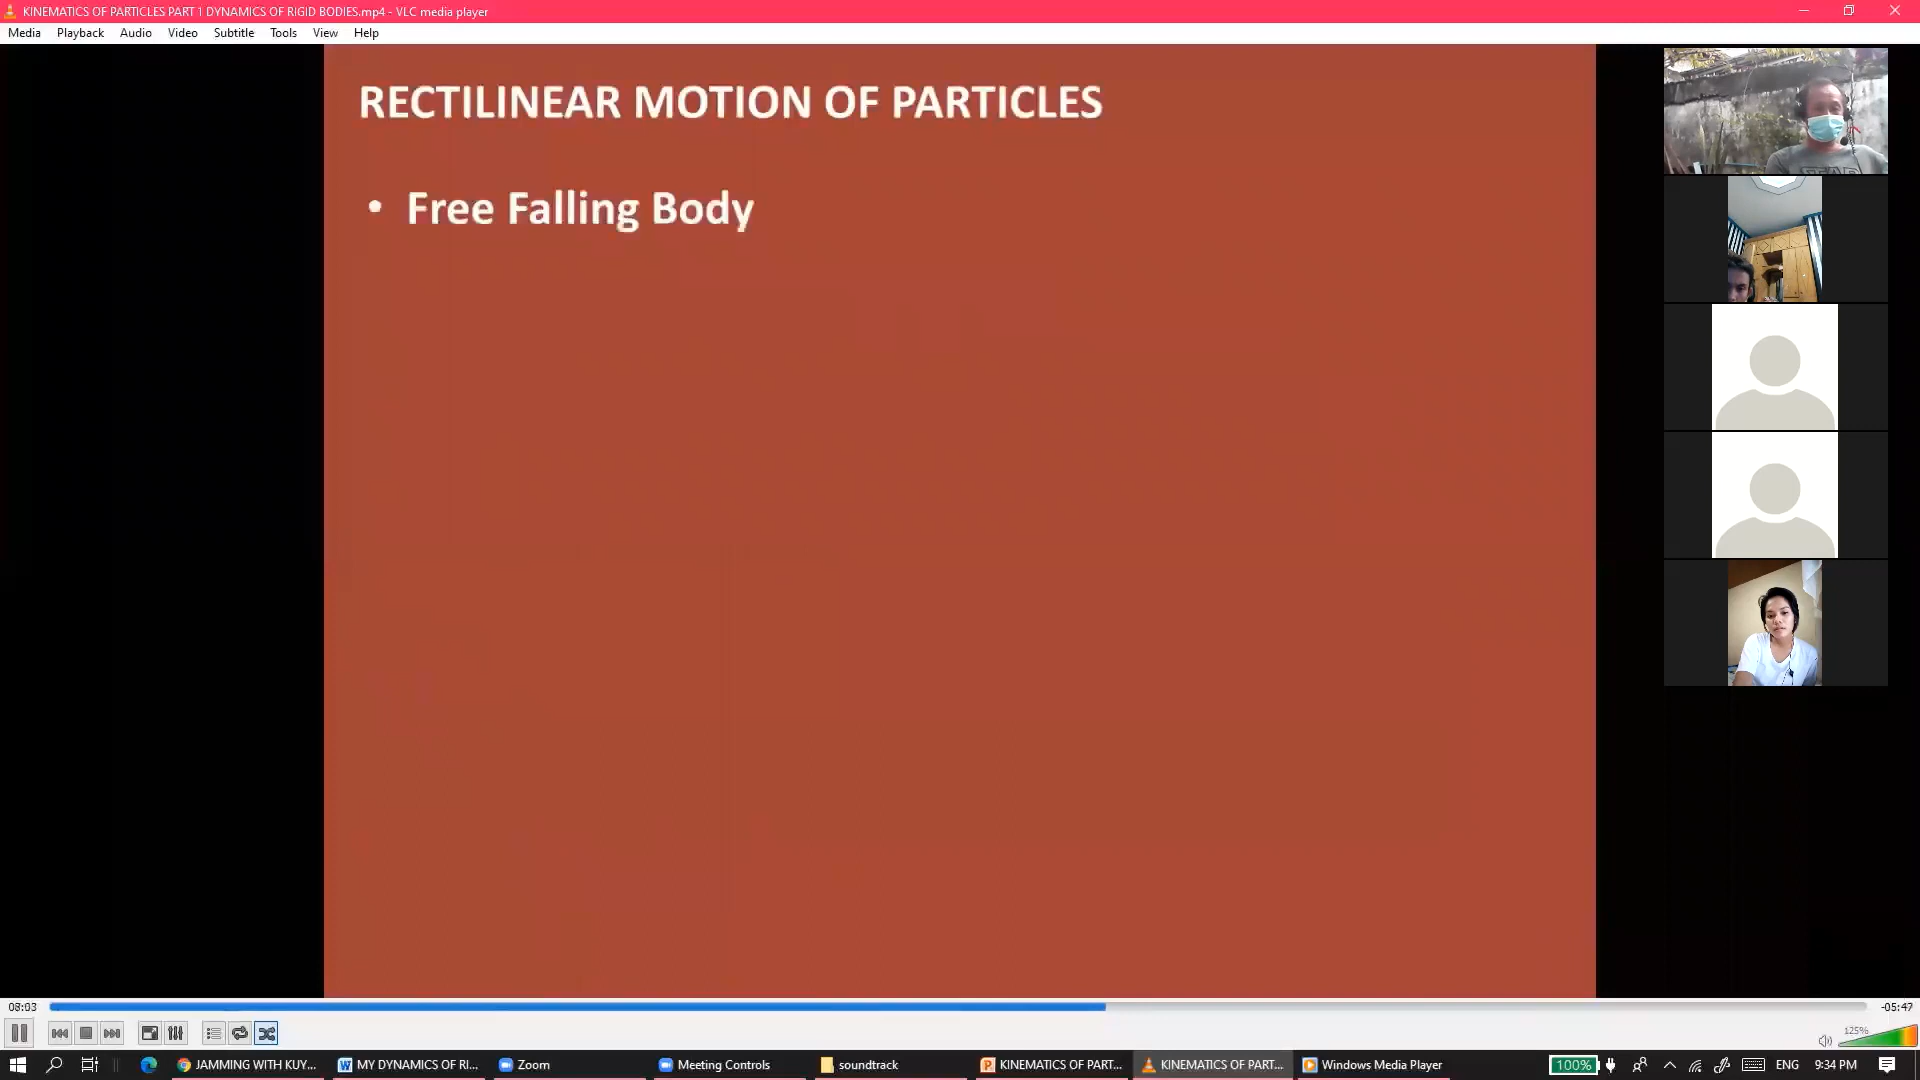 KINEMATICS OF PARTICLES PART 1 DYNAMICS OF RIGID BODIES.mp4 - VLC media player
Media Playback Audio Video Subtitle Tools View Help
RECTILINEAR MOTION OF PARTICLES
• Free Falling Body
08:03
-05:47
125%
JAMMING WITH KUY...
MY DYNAMICS OF RI...
Zoom
Meeting Controls
soundtrack
KINEMATICS OF PART...
KINEMATICS OF PART...
Windows Media Player
100%
ENG
9:34 PM